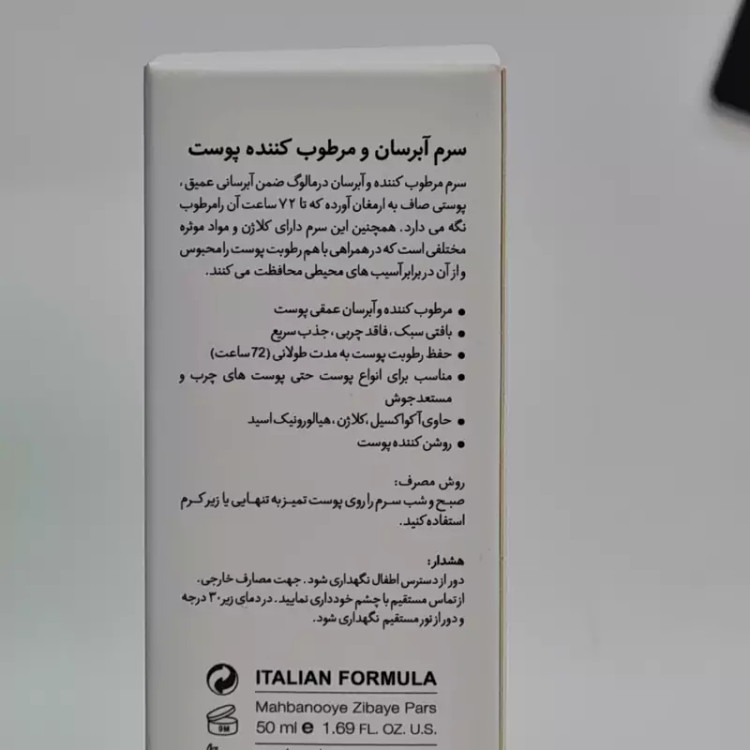 سرم آبرسان و مرطوب کننده پوست
سرم مرطوب کننده و آبرسان درمالوگ ضمن آبرسانی عمیق،
پوستی صاف به ارمغان آورده که تا ۷۲ ساعت آن رامرطوب
نگه می دارد. همچنین این سرم دارای کلاژن و مواد موثره
مختلفی است که در همراهی با هم رطوبت پوست را محبوس
و از آن در برابر آسیب های محیطی محافظت می کنند.
• مرطوب کننده و آبرسان عمقی پوست
• بافتی سبک، فاقد چربی، جذب سریع
• حفظ رطوبت پوست به مدت طولانی (72 ساعت)
• مناسب برای انواع پوست حتی پوست های چرب و
مستعد جوش
• حاوی آکواکسیل، کلاژن، هیالورونیک اسید
• روشن کننده پوست
روش مصرف:
صبح و شب سرم را روی پوست تمیز به تنهایی یا زیر کرم
استفاده کنید.
هشدار:
دور از دسترس اطفال نگهداری شود. جهت مصارف خارجی.
از تماس مستقیم با چشم خودداری نمایید. در دمای زیر ۳۰ درجه
و دور از نور مستقیم نگهداری شود.
ITALIAN FORMULA
Mahbanooye Zibaye Pars
50 ml e 1.69 FL. OZ. U.S.